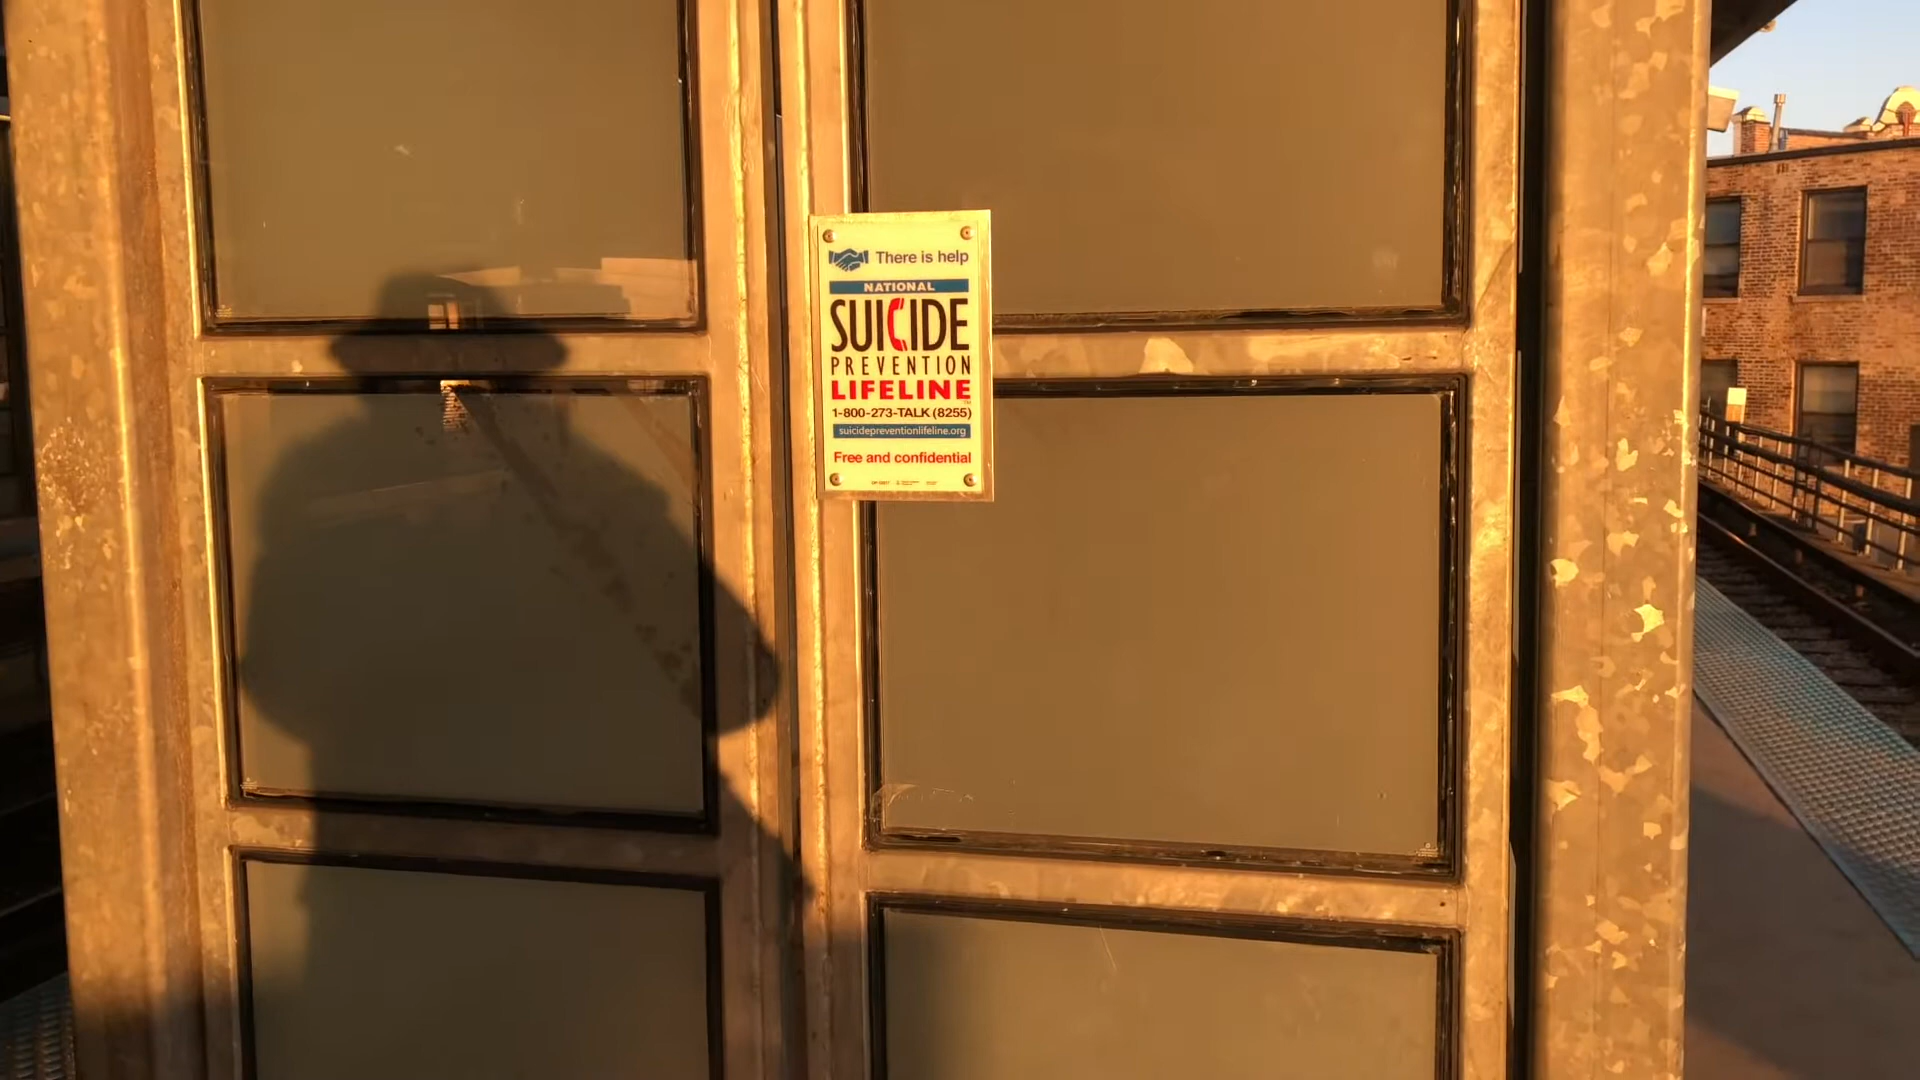 There is help
NATIONAL
SUICIDE
PREVENTION
LIFELINE
1-800-273-TALK (8255)
suicidepreventionlifeline.org
Free and confidential